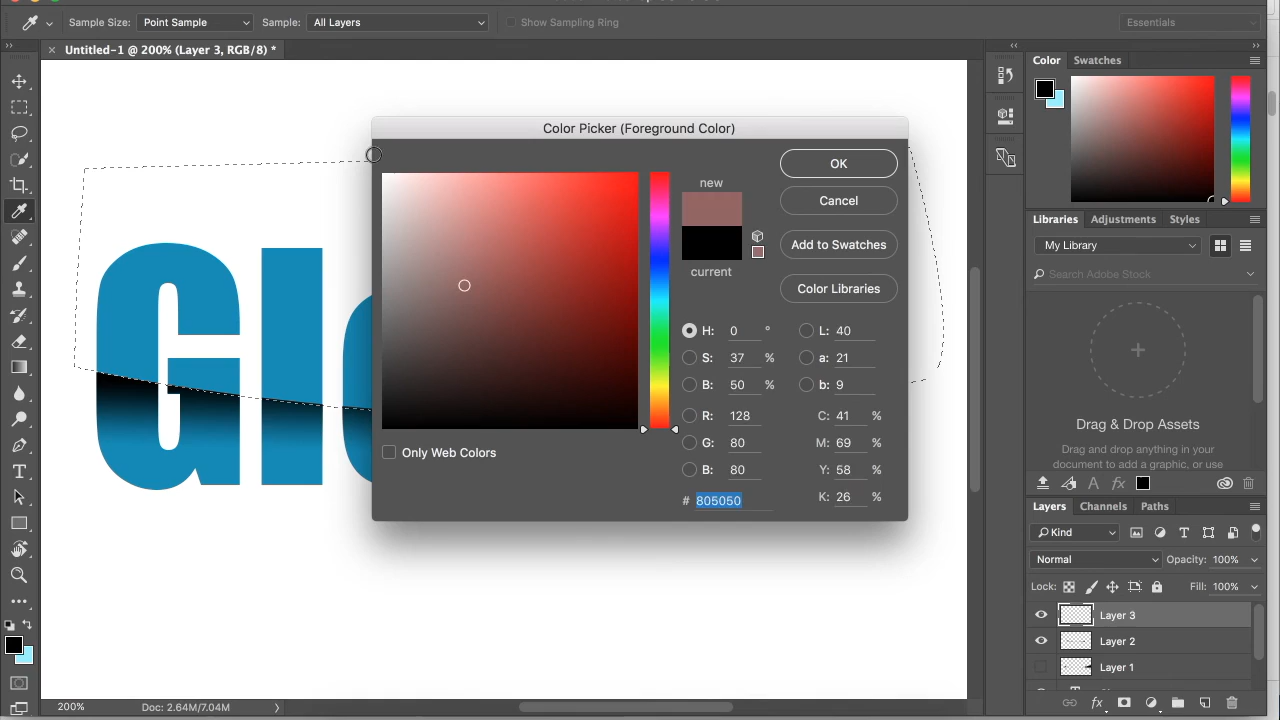 Sample Size: Point Sample Sample: All Layers Show Sampling Ring Essentials
Untitled-1 @ 200% (Layer 3, RGB/8) *
Color Swatches
Color Picker (Foreground Color)
new
current
OK
Cancel
Add to Swatches
Color Libraries
H: 0 ° L: 40
S: 37 % a: 21
B: 50 % b: 9
R: 128 C: 41 %
G: 80 M: 69 %
B: 80 Y: 58 %
# 805050 K: 26 %
Only Web Colors
Libraries Adjustments Styles
My Library
Search Adobe Stock
Drag & Drop Assets
Drag and drop anything in your
document to add a graphic, or use
Layers Channels Paths
Kind
Normal Opacity: 100%
Lock: Fill: 100%
Layer 3
Layer 2
Layer 1
200% Doc: 2.64M/7.04M